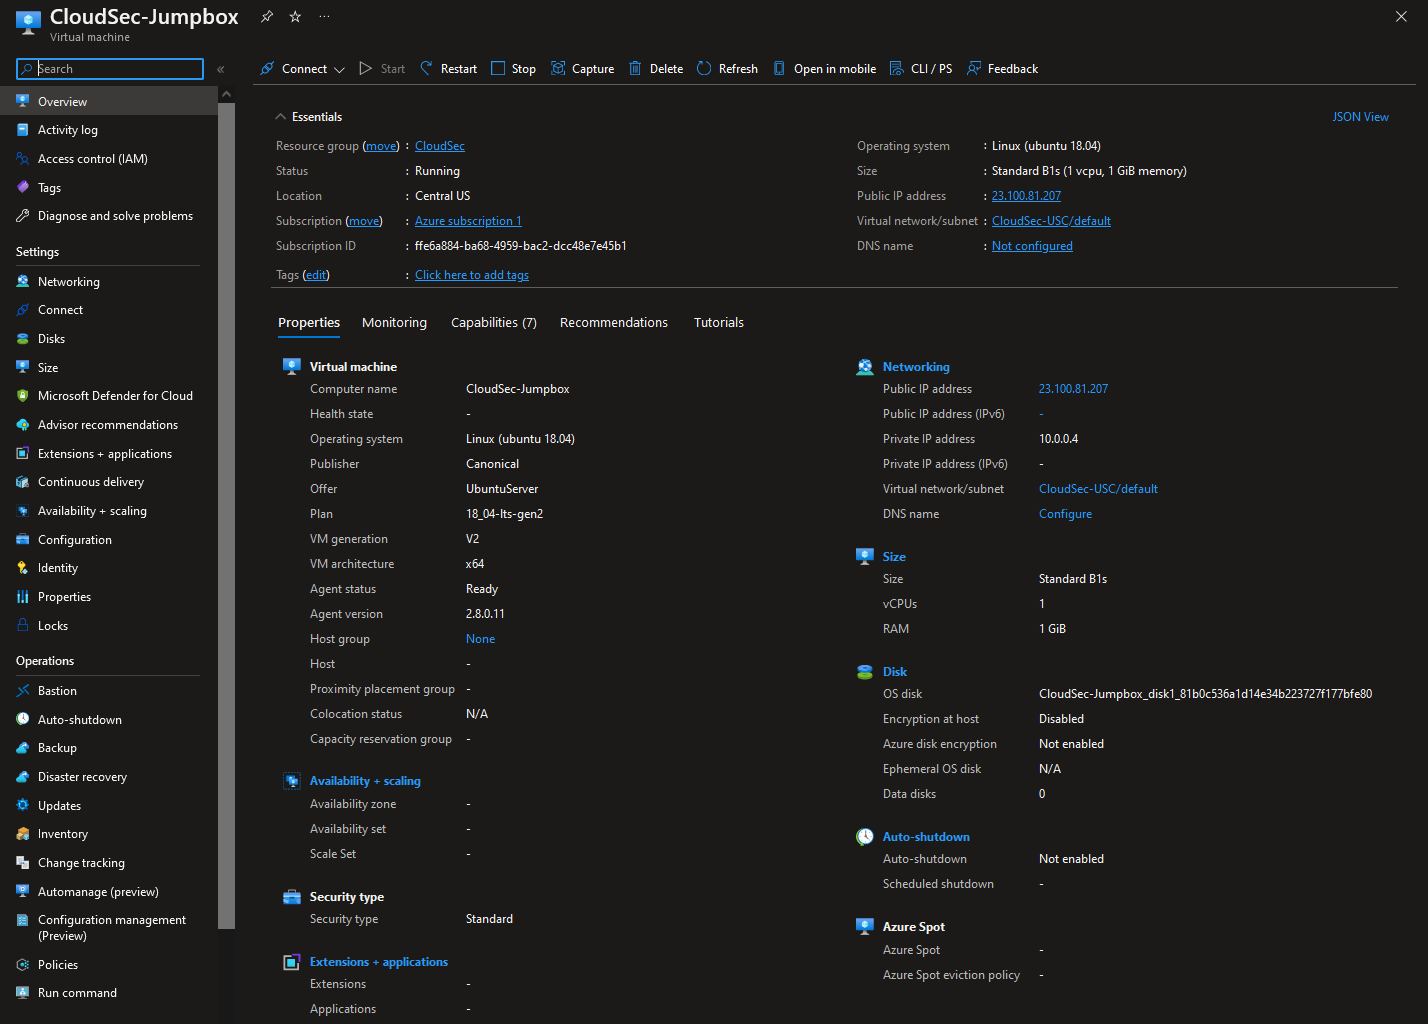 CloudSec-Jumpbox
Virtual machine
Search
Overview
Activity log
Access control (IAM)
Tags
Diagnose and solve problems
Settings
Networking
Connect
Disks
Size
Microsoft Defender for Cloud
Advisor recommendations
Extensions + applications
Continuous delivery
Availability + scaling
Configuration
Identity
Properties
Locks
Operations
Bastion
Auto-shutdown
Backup
Disaster recovery
Updates
Inventory
Change tracking
Automanage (preview)
Configuration management
(Preview)
Policies
Run command
Connect Start Restart Stop Capture Delete Refresh Open in mobile CLI / PS Feedback
Essentials
JSON View
Resource group (move) : CloudSec
Status : Running
Location : Central US
Subscription (move) : Azure subscription 1
Subscription ID : ffe6a884-ba68-4959-bac2-dcc48e7e45b1
Tags (edit) : Click here to add tags
Operating system : Linux (ubuntu 18.04)
Size : Standard B1s (1 vcpu, 1 GiB memory)
Public IP address : 23.100.81.207
Virtual network/subnet : CloudSec-USC/default
DNS name : Not configured
Properties Monitoring Capabilities (7) Recommendations Tutorials
Virtual machine
Computer name CloudSec-Jumpbox
Health state -
Operating system Linux (ubuntu 18.04)
Publisher Canonical
Offer UbuntuServer
Plan 18_04-lts-gen2
VM generation V2
VM architecture x64
Agent status Ready
Agent version 2.8.0.11
Host group None
Host -
Proximity placement group -
Colocation status N/A
Capacity reservation group -
Availability + scaling
Availability zone -
Availability set -
Scale Set -
Security type
Security type Standard
Extensions + applications
Extensions -
Applications -
Networking
Public IP address 23.100.81.207
Public IP address (IPv6) -
Private IP address 10.0.0.4
Private IP address (IPv6) -
Virtual network/subnet CloudSec-USC/default
DNS name Configure
Size
Size Standard B1s
vCPUs 1
RAM 1 GiB
Disk
OS disk CloudSec-Jumpbox_disk1_81b0c536a1d14e34b223727f177bfe80
Encryption at host Disabled
Azure disk encryption Not enabled
Ephemeral OS disk N/A
Data disks 0
Auto-shutdown
Auto-shutdown Not enabled
Scheduled shutdown -
Azure Spot
Azure Spot -
Azure Spot eviction policy -